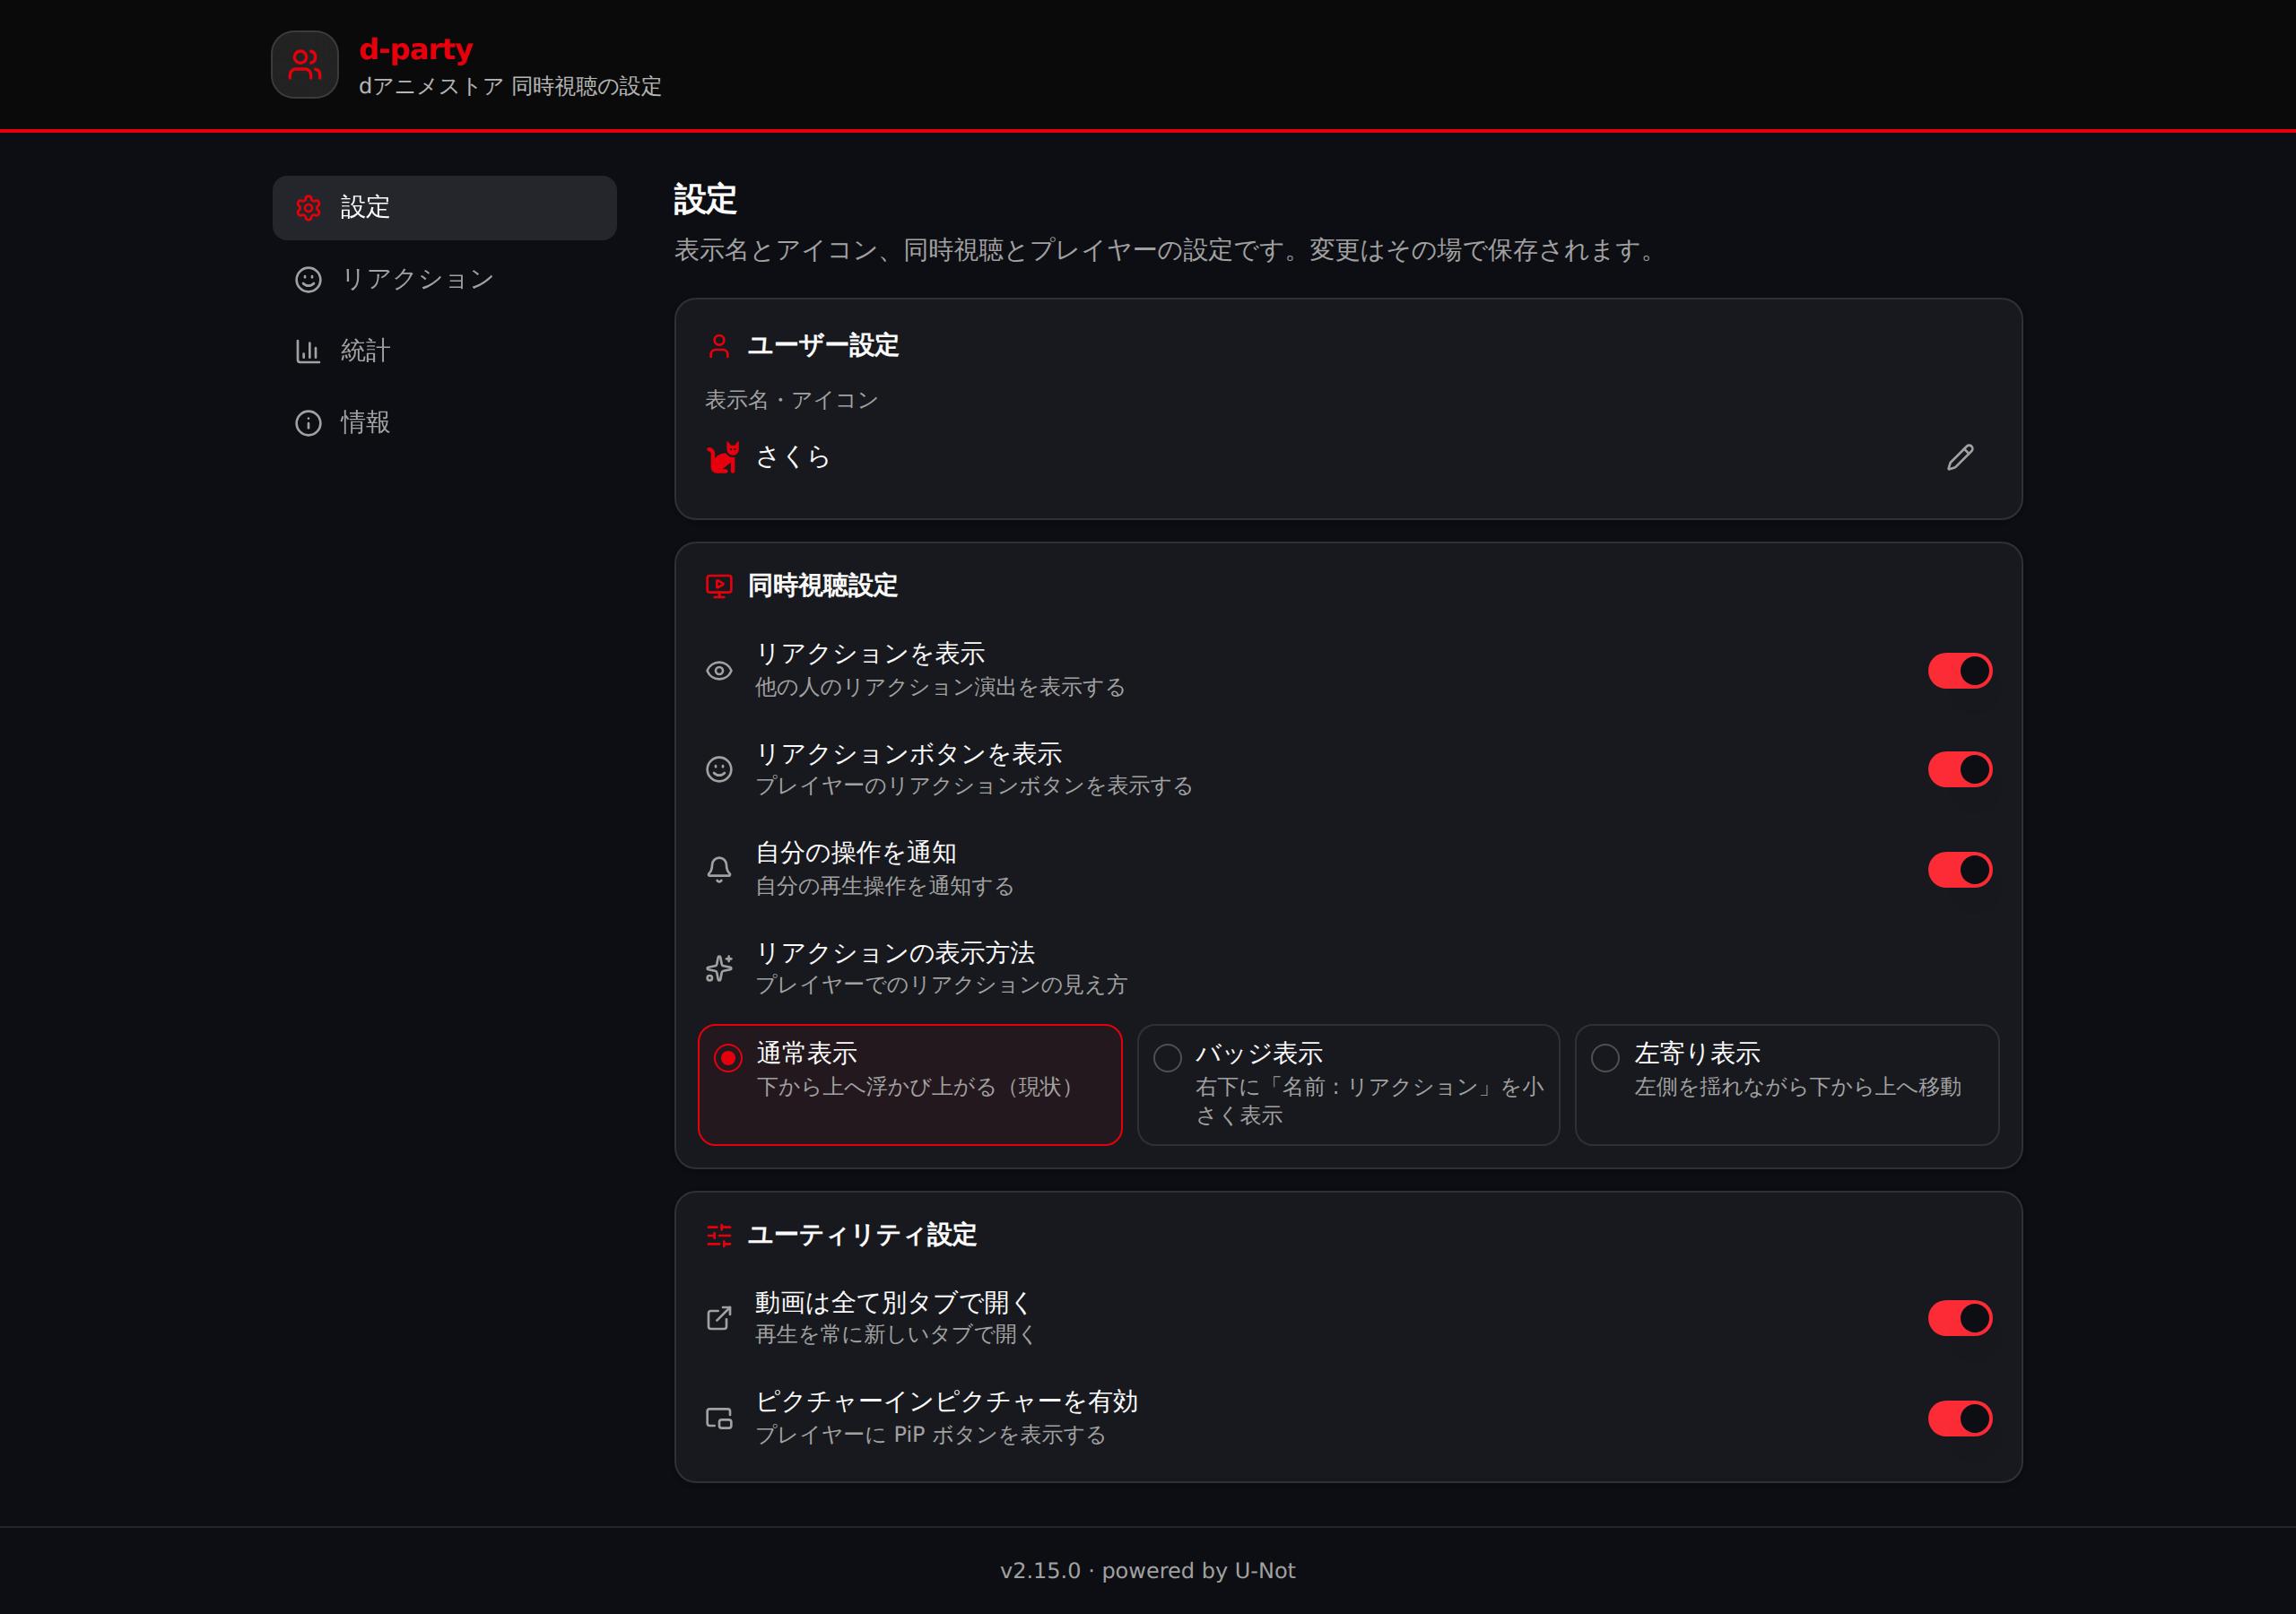 d-party
dアニメストア 同時視聴の設定
設定
リアクション
統計
情報
設定
表示名とアイコン、同時視聴とプレイヤーの設定です。変更はその場で保存されます。
ユーザー設定
表示名・アイコン
さくら
同時視聴設定
リアクションを表示
他の人のリアクション演出を表示する
リアクションボタンを表示
プレイヤーのリアクションボタンを表示する
自分の操作を通知
自分の再生操作を通知する
リアクションの表示方法
プレイヤーでのリアクションの見え方
通常表示
下から上へ浮かび上がる（現状）
バッジ表示
右下に「名前：リアクション」を小
さく表示
左寄り表示
左側を揺れながら下から上へ移動
ユーティリティ設定
動画は全て別タブで開く
再生を常に新しいタブで開く
ピクチャーインピクチャーを有効
プレイヤーに PiP ボタンを表示する
v2.15.0 · powered by U-Not